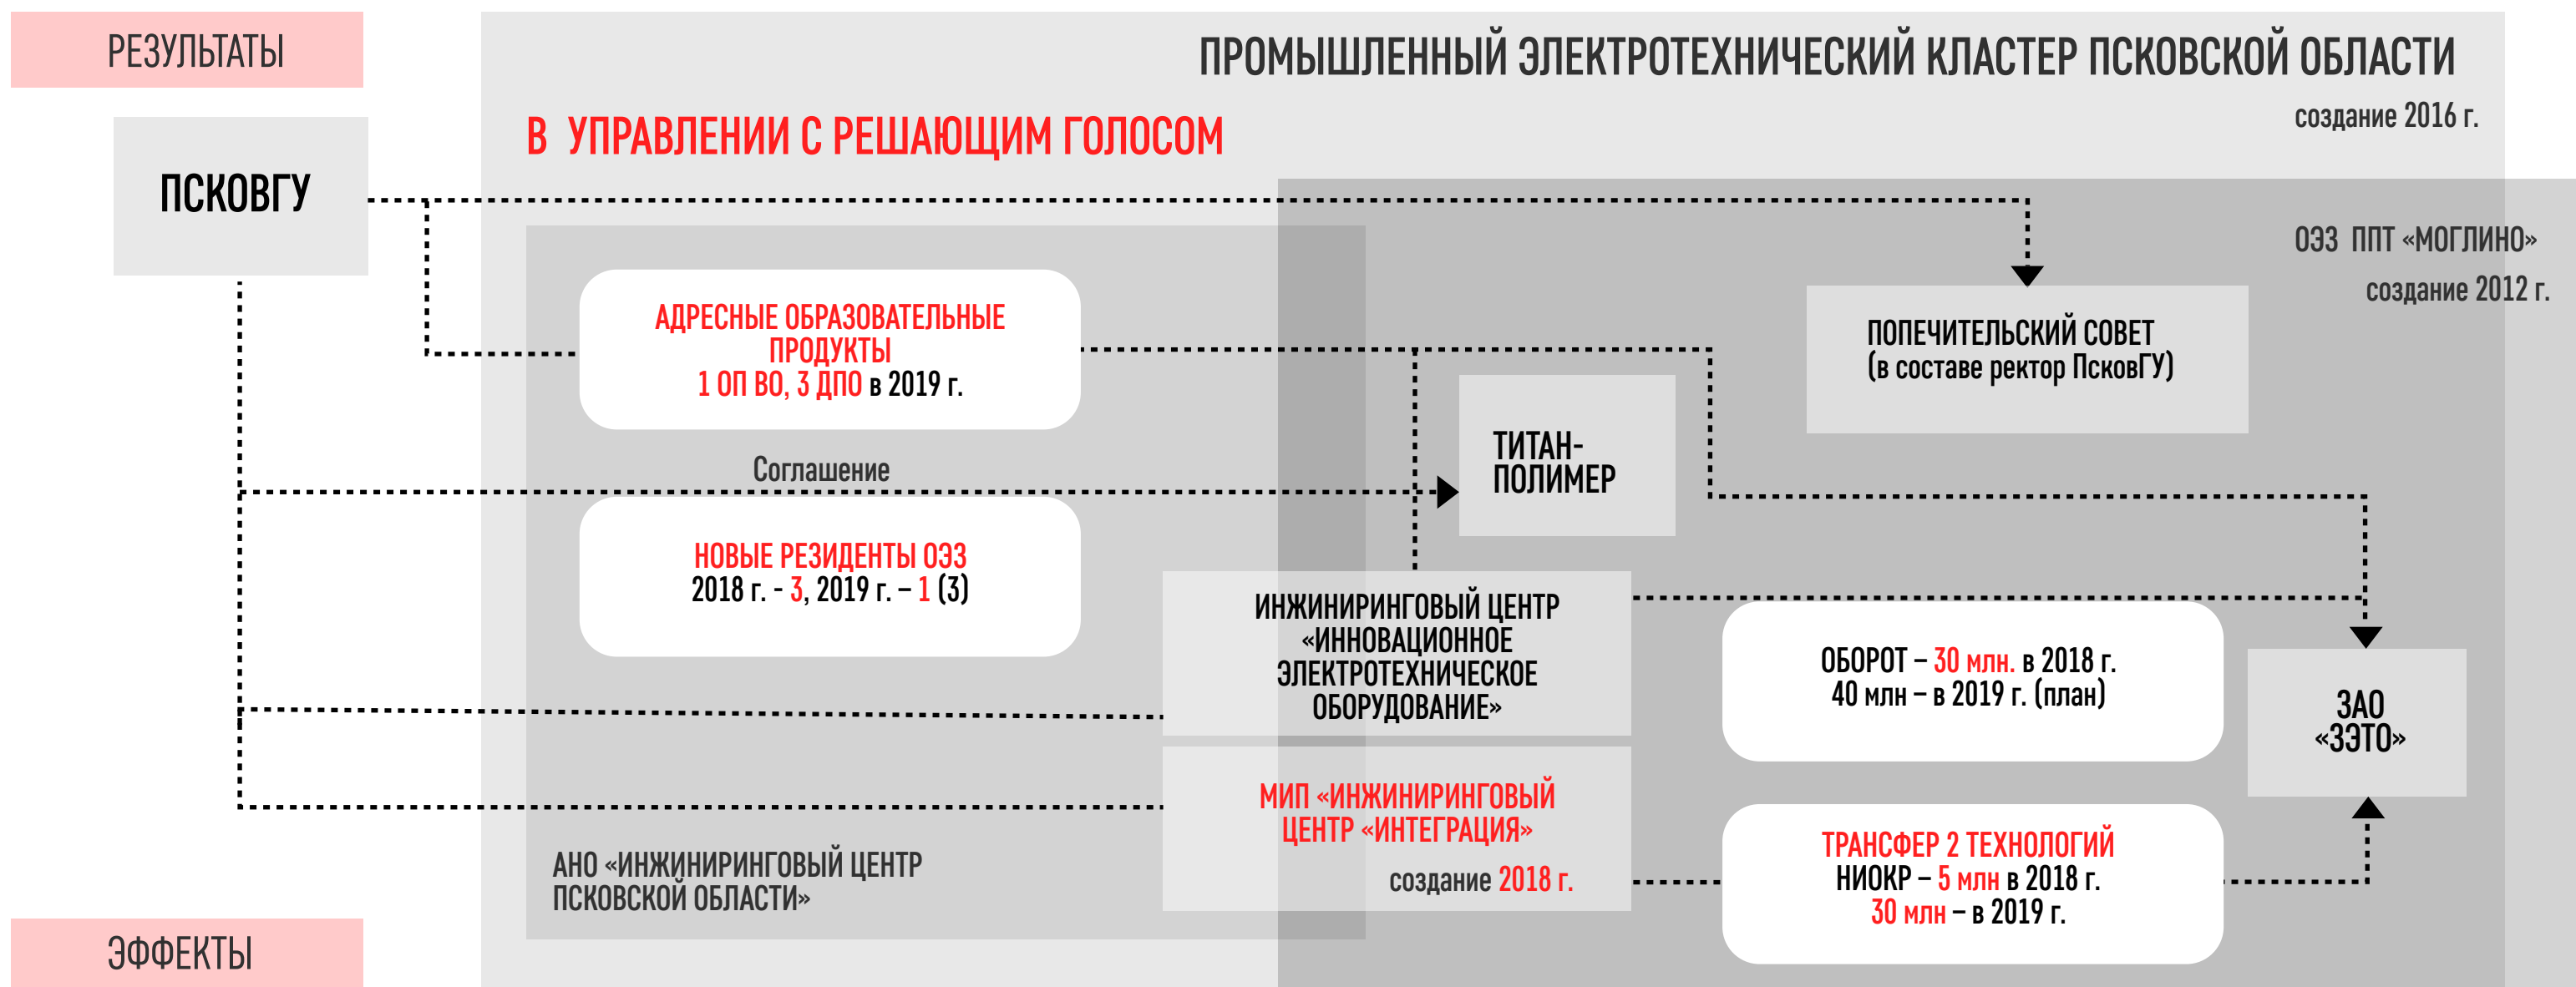 РЕЗУЛЬТАТЫ
ПРОМЫШЛЕННЫЙ ЭЛЕКТРОТЕХНИЧЕСКИЙ КЛАСТЕР ПСКОВСКОЙ ОБЛАСТИ
создание 2016 г.
В УПРАВЛЕНИИ С РЕШАЮЩИМ ГОЛОСОМ
ПСКОВГУ
ОЭЗ ППТ «МОГЛИНО»
создание 2012 г.
АДРЕСНЫЕ ОБРАЗОВАТЕЛЬНЫЕ
ПРОДУКТЫ
1 ОП ВО, 3 ДПО в 2019 г.
ПОПЕЧИТЕЛЬСКИЙ СОВЕТ
(в составе ректор ПсковГУ)
ТИТАН-
ПОЛИМЕР
Соглашение
НОВЫЕ РЕЗИДЕНТЫ ОЭЗ
2018 г. - 3, 2019 г. – 1 (3)
ИНЖИНИРИНГОВЫЙ ЦЕНТР
«ИННОВАЦИОННОЕ
ЭЛЕКТРОТЕХНИЧЕСКОЕ
ОБОРУДОВАНИЕ»
ОБОРОТ – 30 млн. в 2018 г.
40 млн – в 2019 г. (план)
ЗАО
«ЗЭТО»
МИП «ИНЖИНИРИНГОВЫЙ
ЦЕНТР «ИНТЕГРАЦИЯ»
создание 2018 г.
ТРАНСФЕР 2 ТЕХНОЛОГИЙ
НИОКР – 5 млн в 2018 г.
30 млн – в 2019 г.
АНО «ИНЖИНИРИНГОВЫЙ ЦЕНТР
ПСКОВСКОЙ ОБЛАСТИ»
ЭФФЕКТЫ